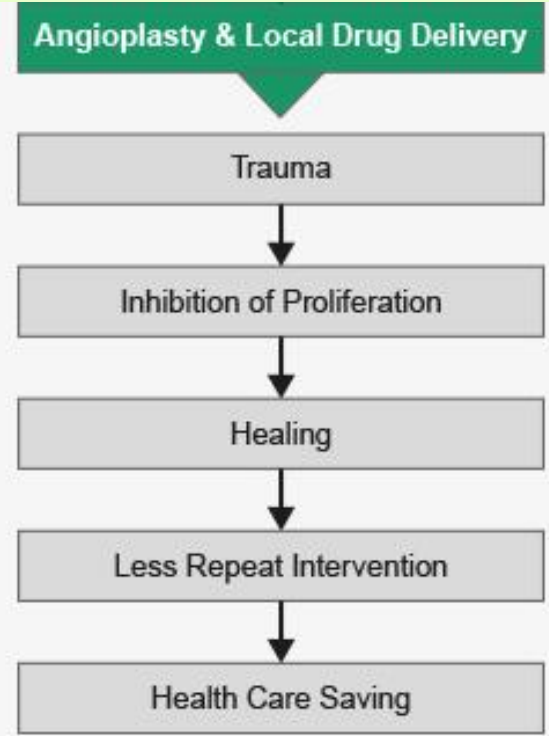 Angioplasty & Local Drug Delivery
Trauma
Inhibition of Proliferation
Healing
Less Repeat Intervention
Health Care Saving